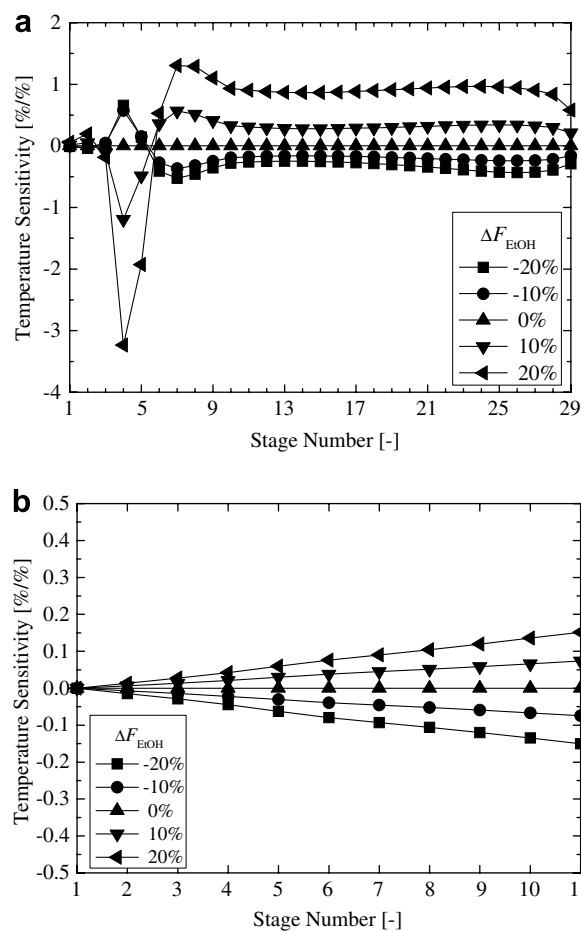 a
2
1
0
-1
-2
-3
-4
Temperature Sensitivity [%/%]
ΔF_EtOH
-20%
-10%
0%
10%
20%
1 5 9 13 17 21 25 29
Stage Number [-]
b
0.5
0.4
0.3
0.2
0.1
0.0
-0.1
-0.2
-0.3
-0.4
-0.5
Temperature Sensitivity [%/%]
ΔF_EtOH
-20%
-10%
0%
10%
20%
1 2 3 4 5 6 7 8 9 10 1
Stage Number [-]